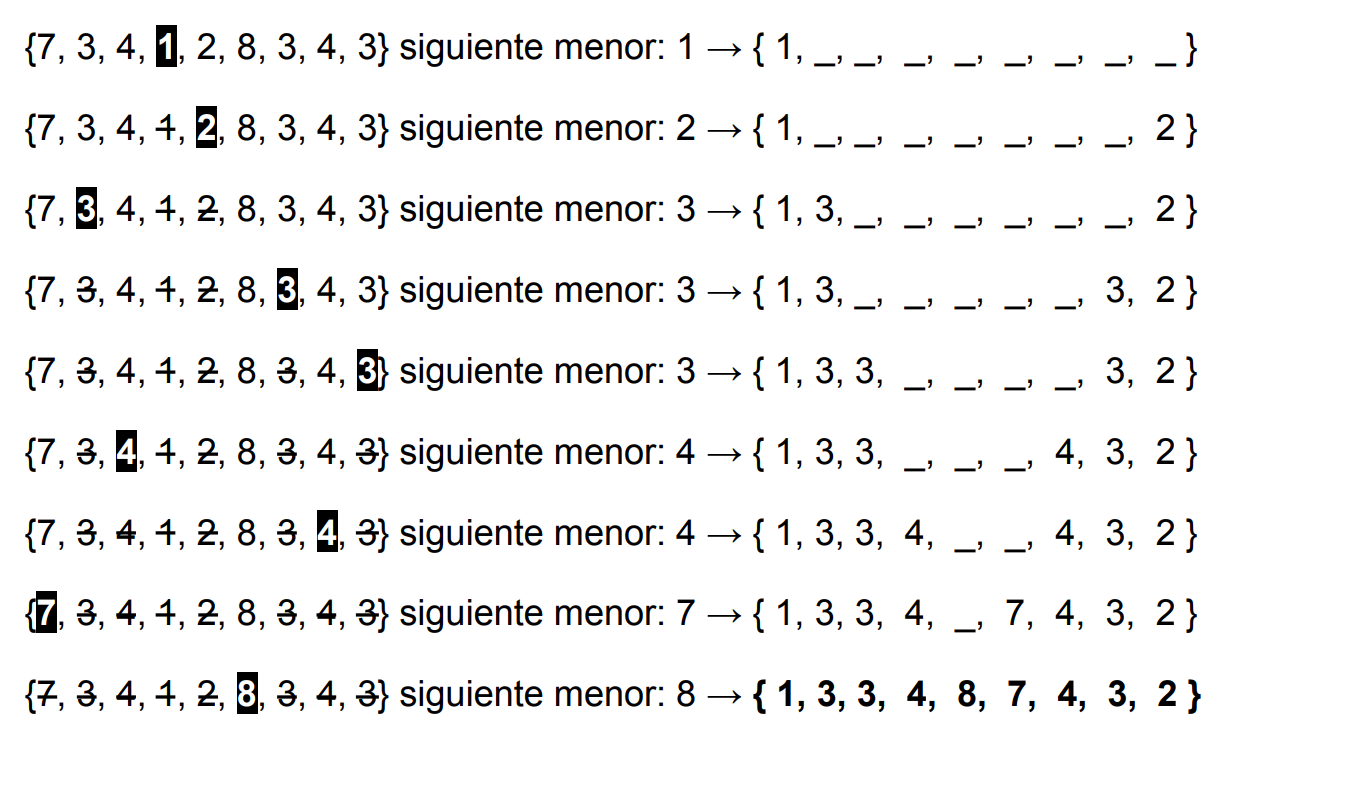 {7, 3, 4, 1, 2, 8, 3, 4, 3} siguiente menor: 1 → { 1, _, _, _, _, _, _, _, _ }
{7, 3, 4, 1, 2, 8, 3, 4, 3} siguiente menor: 2 → { 1, _, _, _, _, _, _, _, 2 }
{7, 3, 4, 1, 2, 8, 3, 4, 3} siguiente menor: 3 → { 1, 3, _, _, _, _, _, _, 2 }
{7, 3, 4, 1, 2, 8, 3, 4, 3} siguiente menor: 3 → { 1, 3, _, _, _, _, _, 3, 2 }
{7, 3, 4, 1, 2, 8, 3, 4, 3} siguiente menor: 3 → { 1, 3, 3, _, _, _, _, 3, 2 }
{7, 3, 4, 1, 2, 8, 3, 4, 3} siguiente menor: 4 → { 1, 3, 3, _, _, _, 4, 3, 2 }
{7, 3, 4, 1, 2, 8, 3, 4, 3} siguiente menor: 4 → { 1, 3, 3, 4, _, _, 4, 3, 2 }
{7, 3, 4, 1, 2, 8, 3, 4, 3} siguiente menor: 7 → { 1, 3, 3, 4, _, 7, 4, 3, 2 }
{7, 3, 4, 1, 2, 8, 3, 4, 3} siguiente menor: 8 → { 1, 3, 3, 4, 8, 7, 4, 3, 2 }